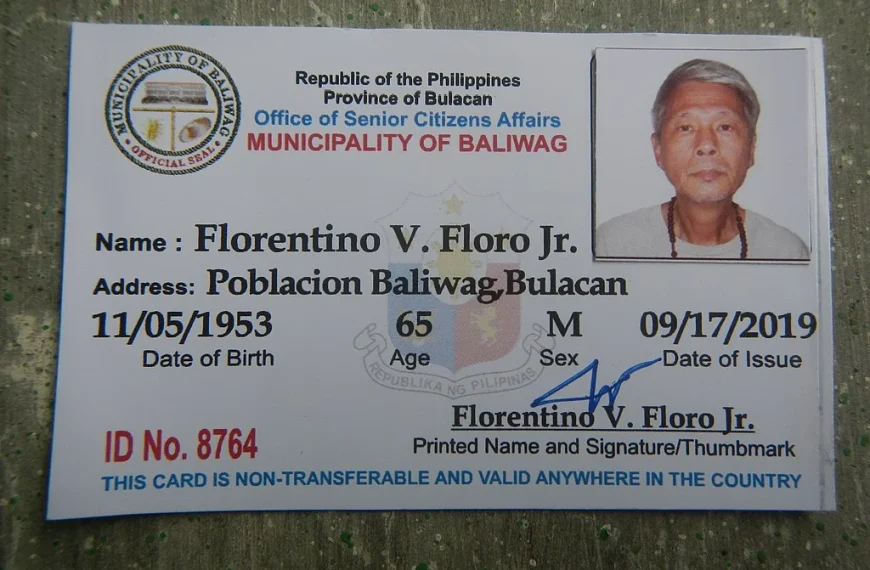 MUNICIPALITY OF BALIWAG
OFFICIAL SEAL
Republic of the Philippines
Province of Bulacan
Office of Senior Citizens Affairs
MUNICIPALITY OF BALIWAG
Name : Florentino V. Floro Jr.
Address: Poblacion Baliwag,Bulacan
11/05/1953 65 M 09/17/2019
Date of Birth Age Sex Date of Issue
REPUBLIKA NG PILIPINAS
Florentino V. Floro Jr.
ID No. 8764 Printed Name and Signature/Thumbmark
THIS CARD IS NON-TRANSFERABLE AND VALID ANYWHERE IN THE COUNTRY